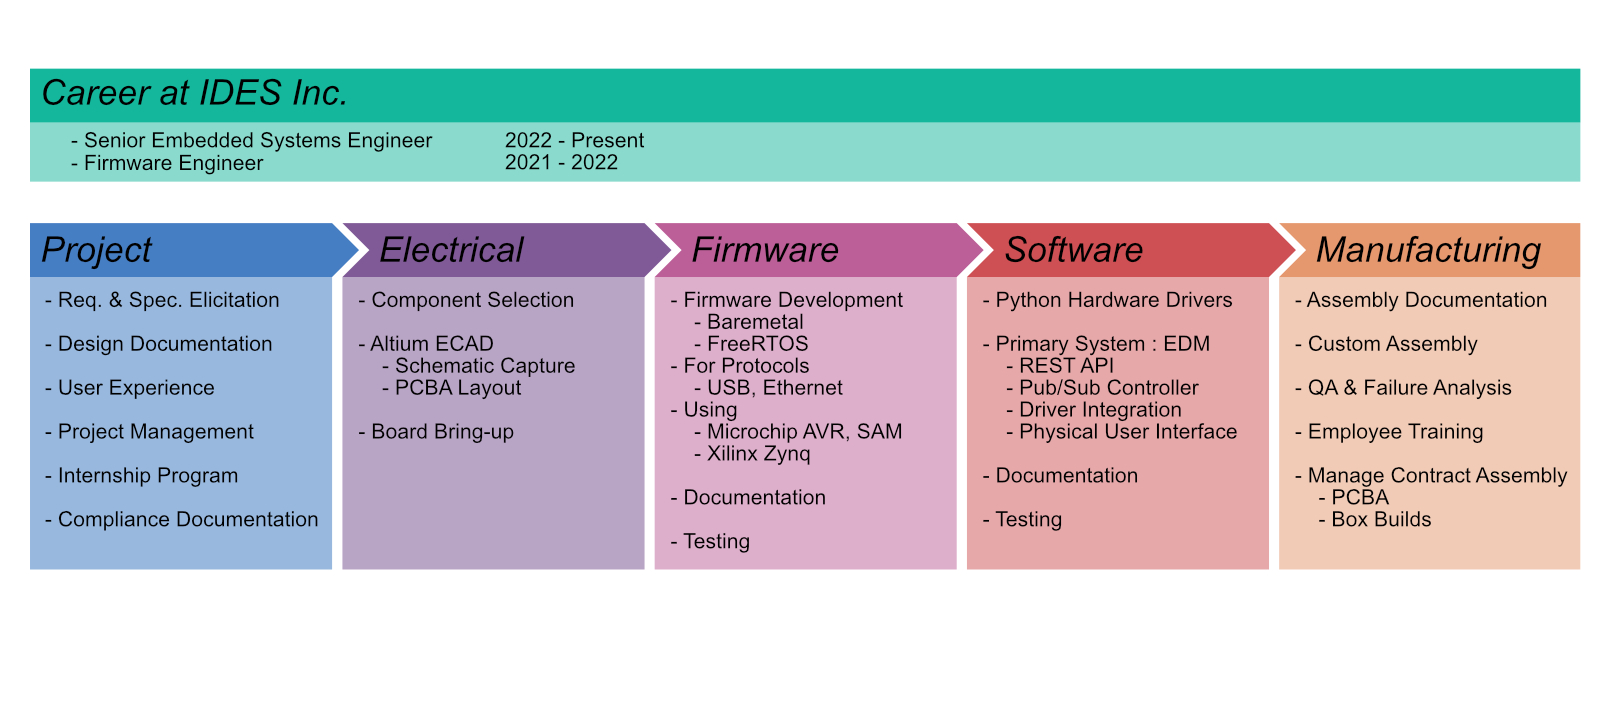 Career at IDES Inc.
- Senior Embedded Systems Engineer 2022 - Present
- Firmware Engineer 2021 - 2022
Project
- Req. & Spec. Elicitation
- Design Documentation
- User Experience
- Project Management
- Internship Program
- Compliance Documentation
Electrical
- Component Selection
- Altium ECAD
- Schematic Capture
- PCBA Layout
- Board Bring-up
Firmware
- Firmware Development
- Baremetal
- FreeRTOS
- For Protocols
- USB, Ethernet
- Using
- Microchip AVR, SAM
- Xilinx Zynq
- Documentation
- Testing
Software
- Python Hardware Drivers
- Primary System : EDM
- REST API
- Pub/Sub Controller
- Driver Integration
- Physical User Interface
- Documentation
- Testing
Manufacturing
- Assembly Documentation
- Custom Assembly
- QA & Failure Analysis
- Employee Training
- Manage Contract Assembly
- PCBA
- Box Builds